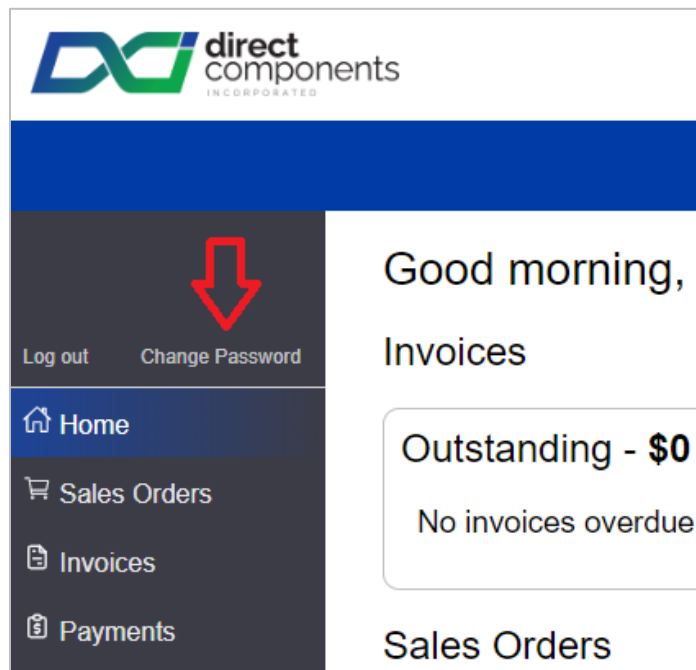 direct
components
INCORPORATED
Good morning,
Log out
Change Password
Invoices
Home
Outstanding - $0
Sales Orders
No invoices overdue
Invoices
Payments
Sales Orders